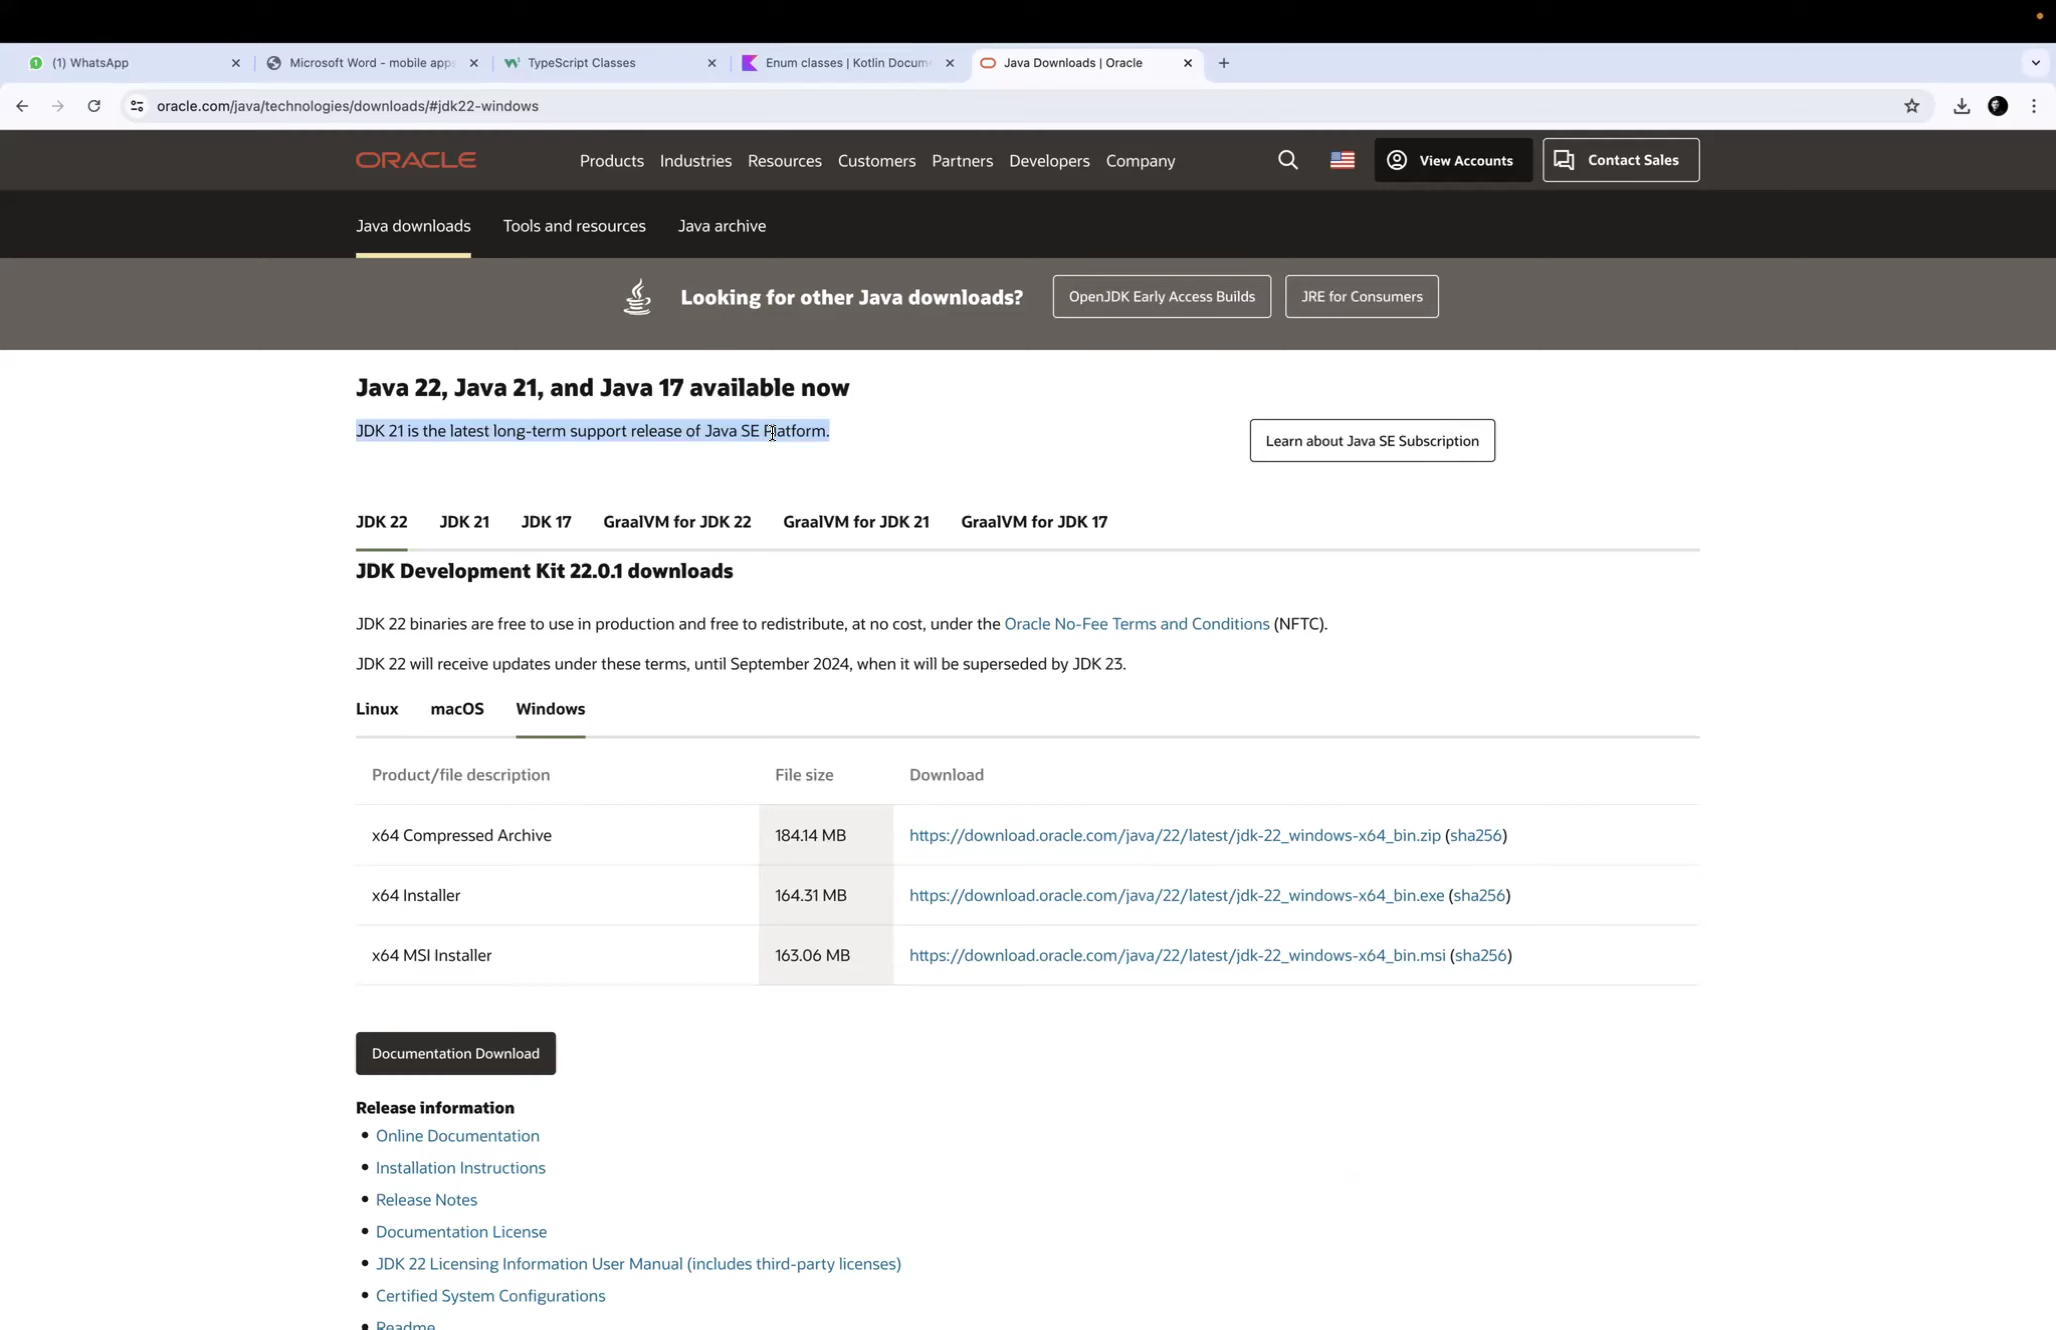 (1) WhatsApp
Microsoft Word - mobile apps
TypeScript Classes
Enum classes | Kotlin Docum
Java Downloads | Oracle
oracle.com/java/technologies/downloads/#jdk22-windows
ORACLE
Products Industries Resources Customers Partners Developers Company
View Accounts
Contact Sales
Java downloads Tools and resources Java archive
Looking for other Java downloads?
OpenJDK Early Access Builds
JRE for Consumers
Java 22, Java 21, and Java 17 available now
JDK 21 is the latest long-term support release of Java SE Platform.
Learn about Java SE Subscription
JDK 22 JDK 21 JDK 17 GraalVM for JDK 22 GraalVM for JDK 21 GraalVM for JDK 17
JDK Development Kit 22.0.1 downloads
JDK 22 binaries are free to use in production and free to redistribute, at no cost, under the Oracle No-Fee Terms and Conditions (NFTC).
JDK 22 will receive updates under these terms, until September 2024, when it will be superseded by JDK 23.
Linux macOS Windows
Product/file description File size Download
x64 Compressed Archive 184.14 MB https://download.oracle.com/java/22/latest/jdk-22_windows-x64_bin.zip (sha256)
x64 Installer 164.31 MB https://download.oracle.com/java/22/latest/jdk-22_windows-x64_bin.exe (sha256)
x64 MSI Installer 163.06 MB https://download.oracle.com/java/22/latest/jdk-22_windows-x64_bin.msi (sha256)
Documentation Download
Release information
• Online Documentation
• Installation Instructions
• Release Notes
• Documentation License
• JDK 22 Licensing Information User Manual (includes third-party licenses)
• Certified System Configurations
• Readme